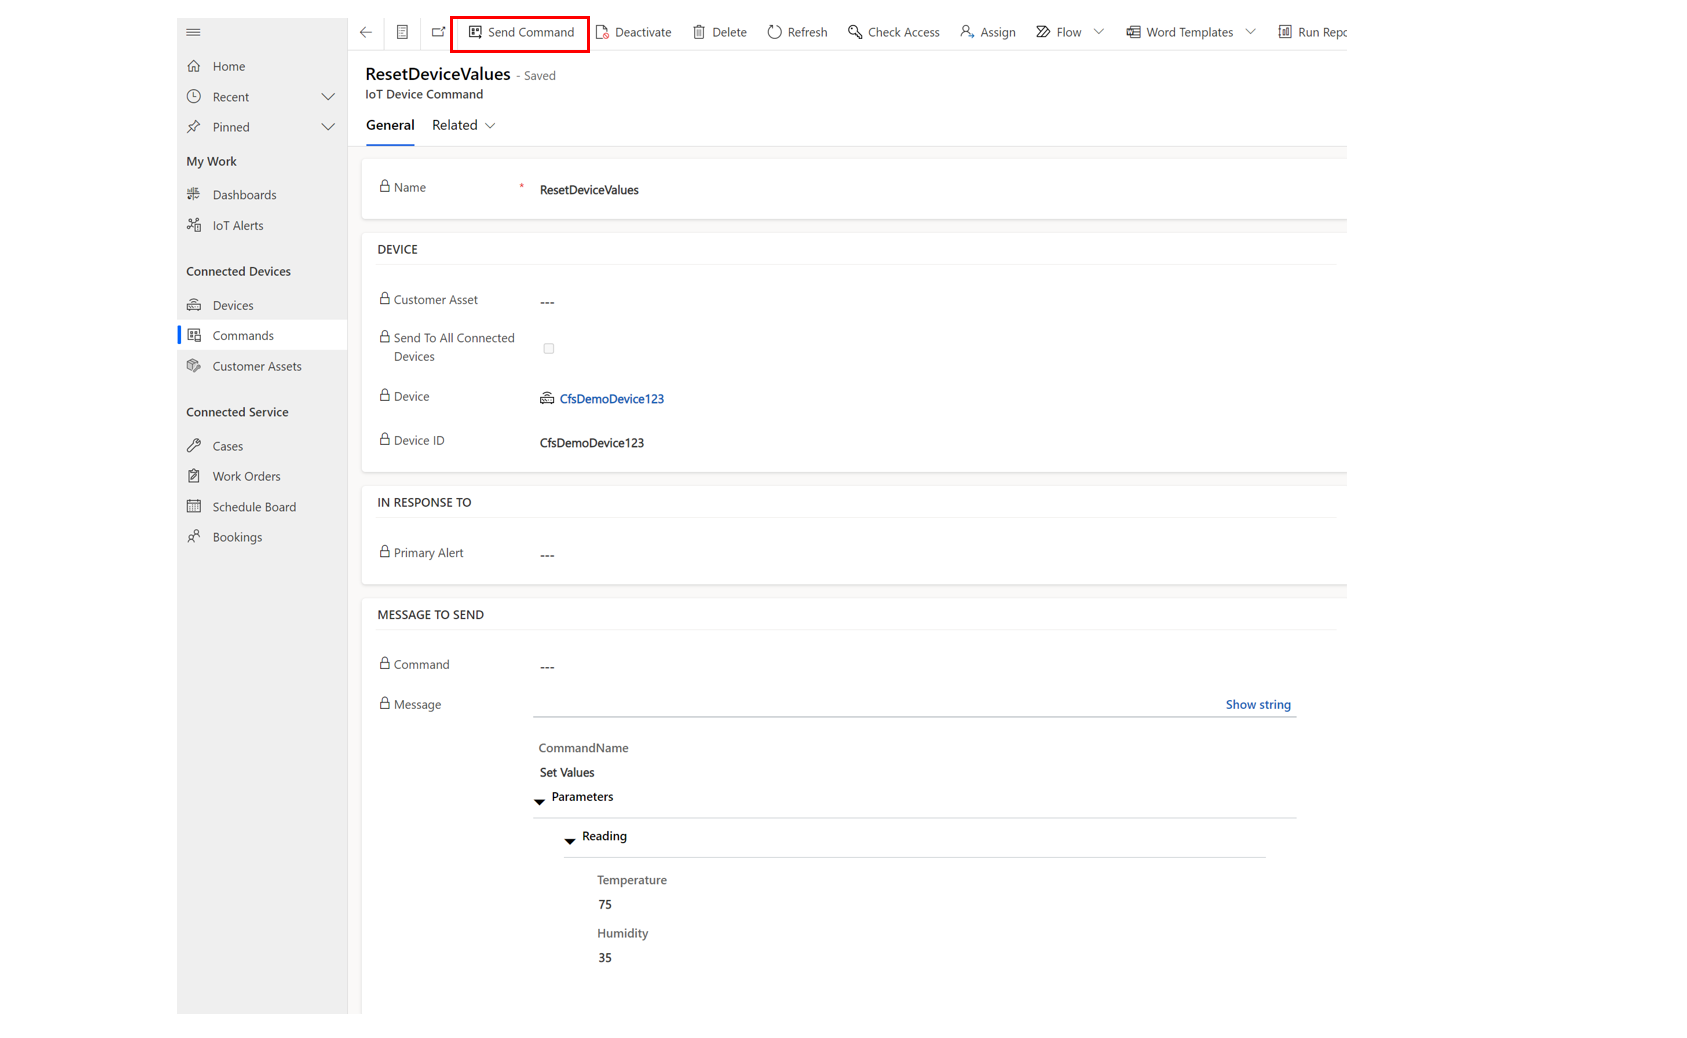 Send Command
Deactivate
Delete
Refresh
Check Access
Assign
Flow
Word Templates
Run Repo
Home
Recent
Pinned
My Work
Dashboards
IoT Alerts
Connected Devices
Devices
Commands
Customer Assets
Connected Service
Cases
Work Orders
Schedule Board
Bookings
ResetDeviceValues - Saved
IoT Device Command
General
Related
Name
*
ResetDeviceValues
DEVICE
Customer Asset
---
Send To All Connected
Devices
Device
CfsDemoDevice123
Device ID
CfsDemoDevice123
IN RESPONSE TO
Primary Alert
---
MESSAGE TO SEND
Command
---
Message
Show string
CommandName
Set Values
Parameters
Reading
Temperature
75
Humidity
35